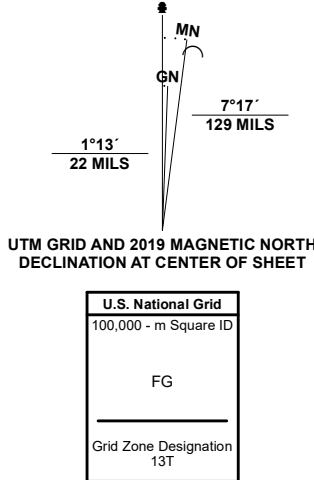 MN
GN
7°17´
129 MILS
1°13´
22 MILS
UTM GRID AND 2019 MAGNETIC NORTH
DECLINATION AT CENTER OF SHEET
U.S. National Grid
100,000 - m Square ID
FG
Grid Zone Designation
13T